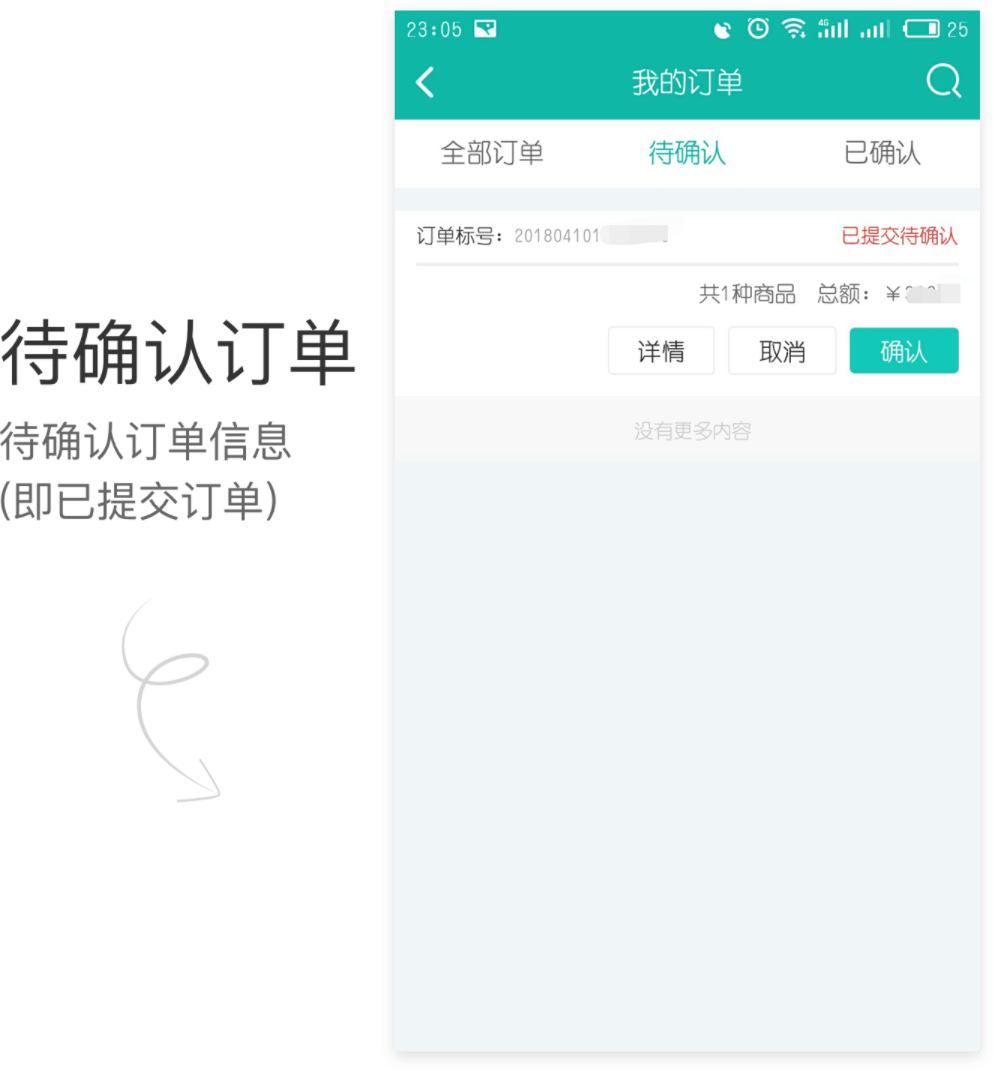 待确认订单
待确认订单信息
(即已提交订单)
23:05 4G 25
我的订单
全部订单 待确认 已确认
订单标号: 201804101 已提交待确认
共1种商品 总额: ¥
详情 取消 确认
没有更多内容